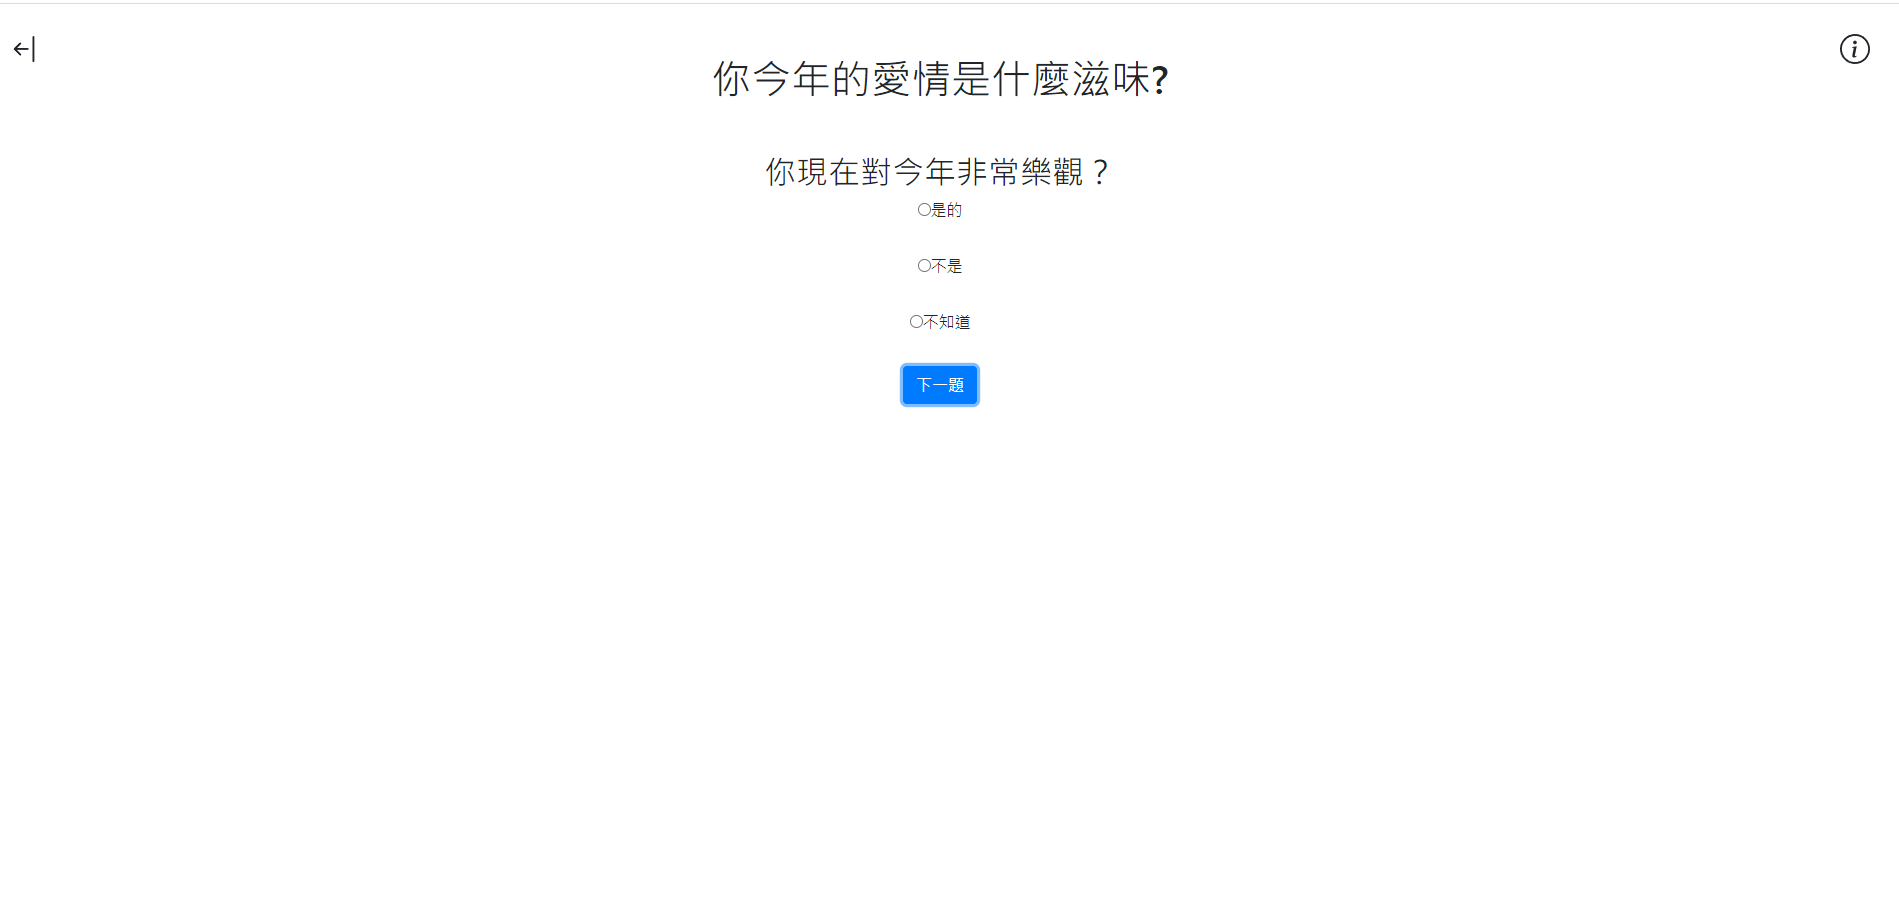 你今年的愛情是什麼滋味?
你現在對今年非常樂觀？
是的
不是
不知道
下一題